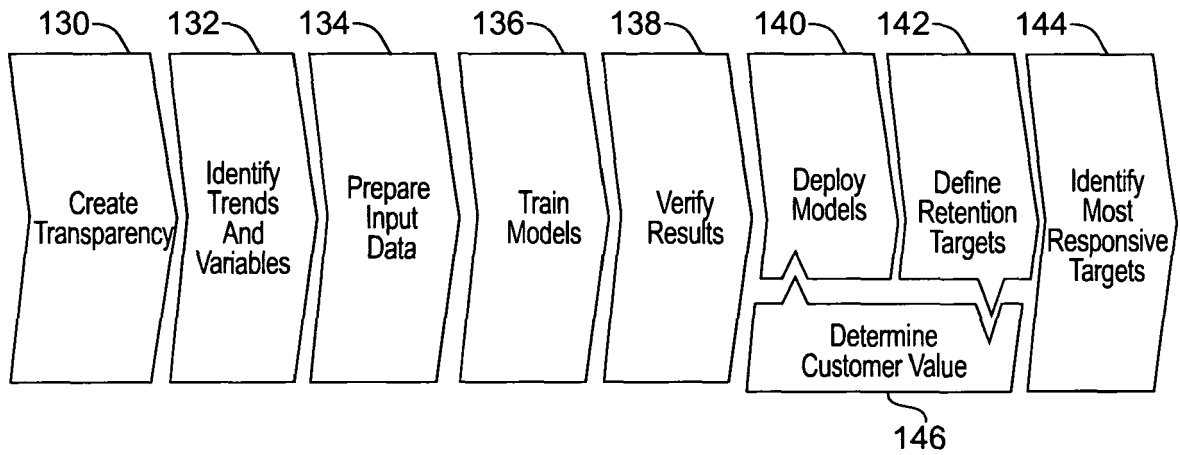 130
132
134
136
138
140
142
144
Create
Transparency
Identify
Trends
And
Variables
Prepare
Input
Data
Train
Models
Verify
Results
Deploy
Models
Define
Retention
Targets
Identify
Most
Responsive
Targets
Determine
Customer Value
146